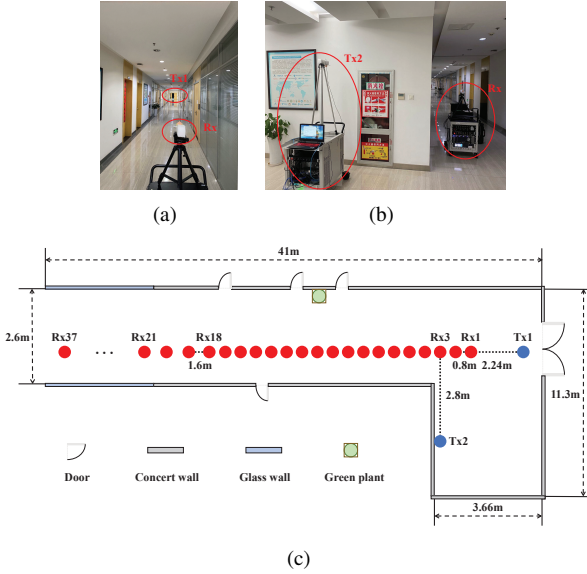 Tx1
Rx
Tx2
Rx
(a)
(b)
41m
2.6m
Rx37
Rx21
Rx18
Rx3
Rx1
Tx1
1.6m
0.8m
2.24m
2.8m
11.3m
Tx2
Door
Concert wall
Glass wall
Green plant
3.66m
(c)